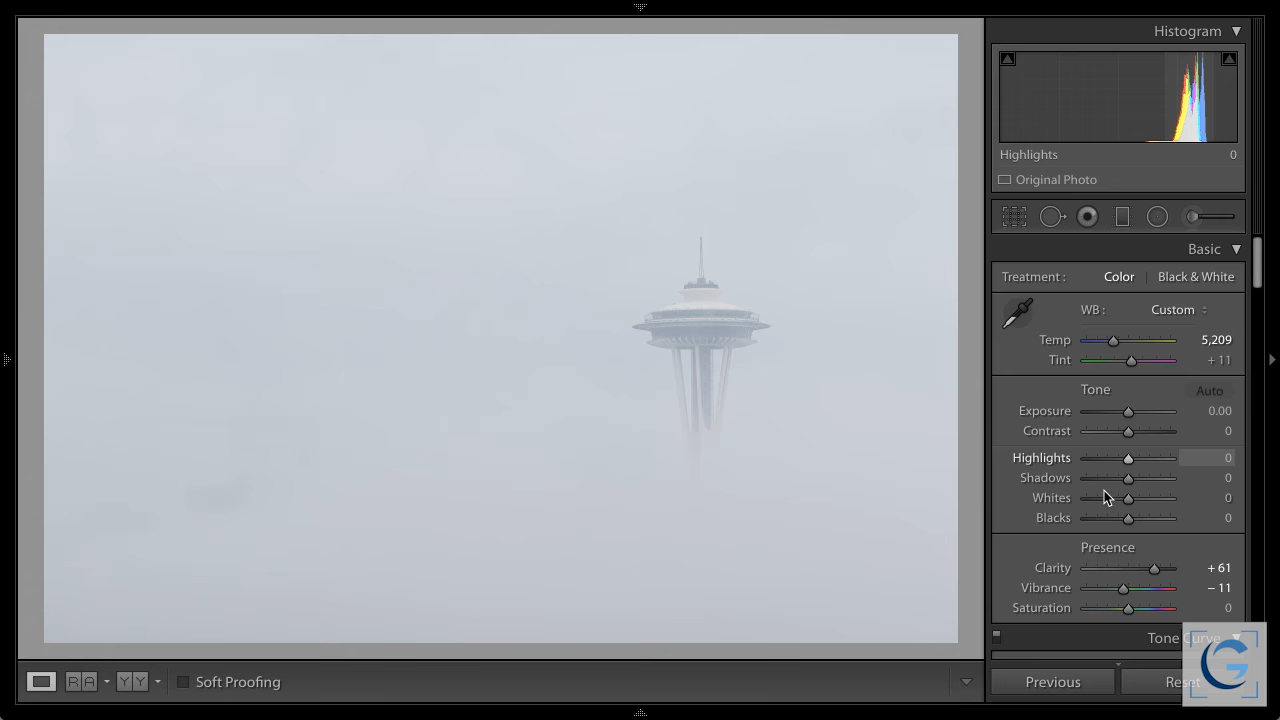 Histogram
Highlights 0
Original Photo
Basic
Treatment : Color Black & White
WB : Custom
Temp 5,209
Tint + 11
Tone Auto
Exposure 0.00
Contrast 0
Highlights 0
Shadows 0
Whites 0
Blacks 0
Presence
Clarity + 61
Vibrance − 11
Saturation 0
Tone Curve
R A Y Y Soft Proofing
Previous Reset
G